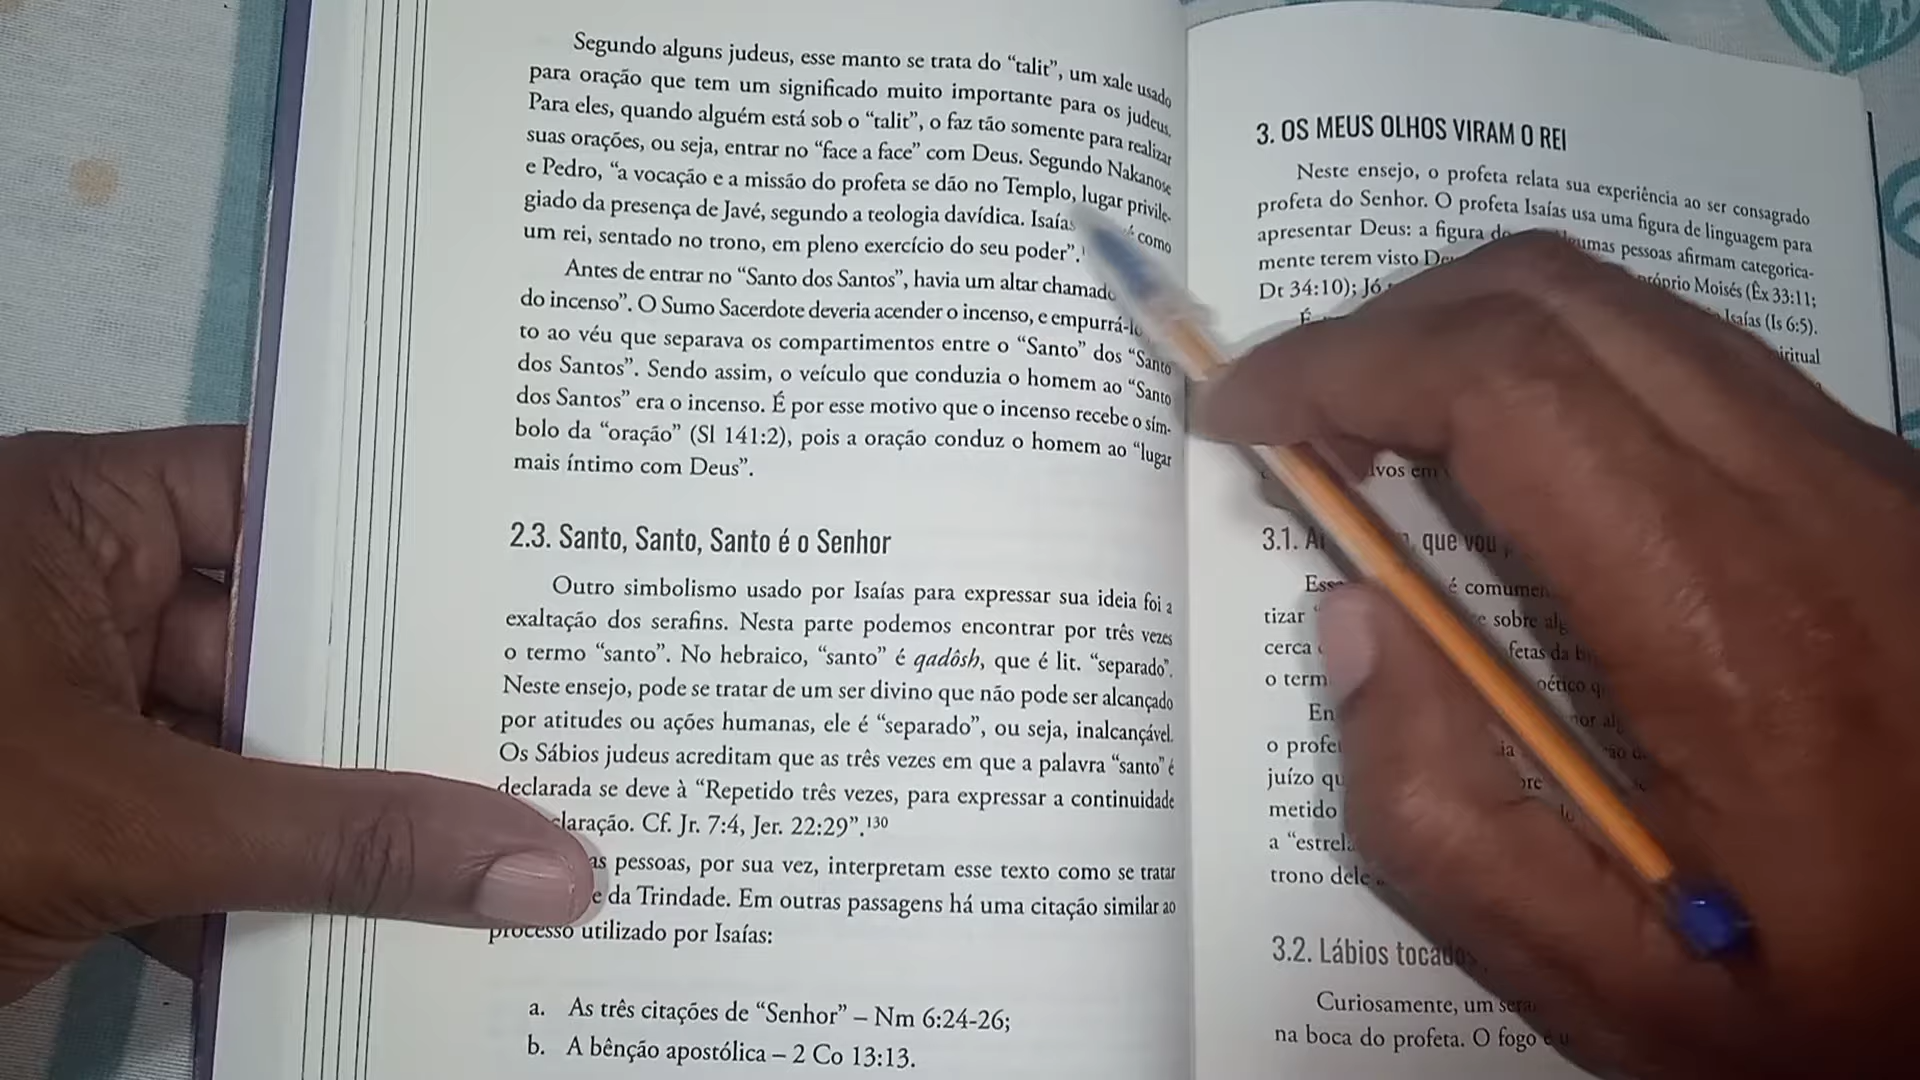 Segundo alguns judeus, esse manto se trata do “talit”, um xale usado
para oração que tem um significado muito importante para os judeus.
Para eles, quando alguém está sob o “talit”, o faz tão somente para realizar
suas orações, ou seja, entrar no “face a face” com Deus. Segundo Nakanose
e Pedro, “a vocação e a missão do profeta se dão no Templo, lugar privile-
giado da presença de Javé, segundo a teologia davídica. Isaías como
um rei, sentado no trono, em pleno exercício do seu poder”.
Antes de entrar no “Santo dos Santos”, havia um altar chamado
do incenso”. O Sumo Sacerdote deveria acender o incenso, e
to ao véu que separava os compartimentos entre o “Santo” dos “Santo
dos Santos”. Sendo assim, o veículo que conduzia o homem ao “Santo
dos Santos” era o incenso. É por esse motivo que o incenso recebe o sím-
bolo da “oração” (Sl 141:2), pois a oração conduz o homem ao “lugar
mais íntimo com Deus”.
2.3. Santo, Santo, Santo é o Senhor
Outro simbolismo usado por Isaías para expressar sua ideia foi a
exaltação dos serafins. Nesta parte podemos encontrar por três vezes
o termo “santo”. No hebraico, “santo” é qadôsh, que é lit. “separado”.
Neste ensejo, pode se tratar de um ser divino que não pode ser alcançado
por atitudes ou ações humanas, ele é “separado”, ou seja, inalcançável.
Os Sábios judeus acreditam que as três vezes em que a palavra “santo” é
declarada se deve à “Repetido três vezes, para expressar a continuidade
claração. Cf. Jr. 7:4, Jer. 22:29”.¹³⁰
as pessoas, por sua vez, interpretam esse texto como se tratar
e da Trindade. Em outras passagens há uma citação similar ao
processo utilizado por Isaías:
a. As três citações de “Senhor” – Nm 6:24-26;
b. A bênção apostólica – 2 Co 13:13.
3. OS MEUS OLHOS VIRAM O REI
Neste ensejo, o profeta relata sua experiência ao ser consagrado
profeta do Senhor. O profeta Isaías usa uma figura de linguagem para
apresentar Deus: a figura do algumas pessoas afirmam categorica-
mente terem visto próprio Moisés (Êx 33:11;
Dt 34:10); Jó Isaías (Is 6:5).
É
3.1. que vou
é comumen
tizar sobre
cerca
o term
En
o profe
juízo qu
metido
a “estrela
trono dele
3.2. Lábios tocados
Curiosamente, um
na boca do profeta. O fogo